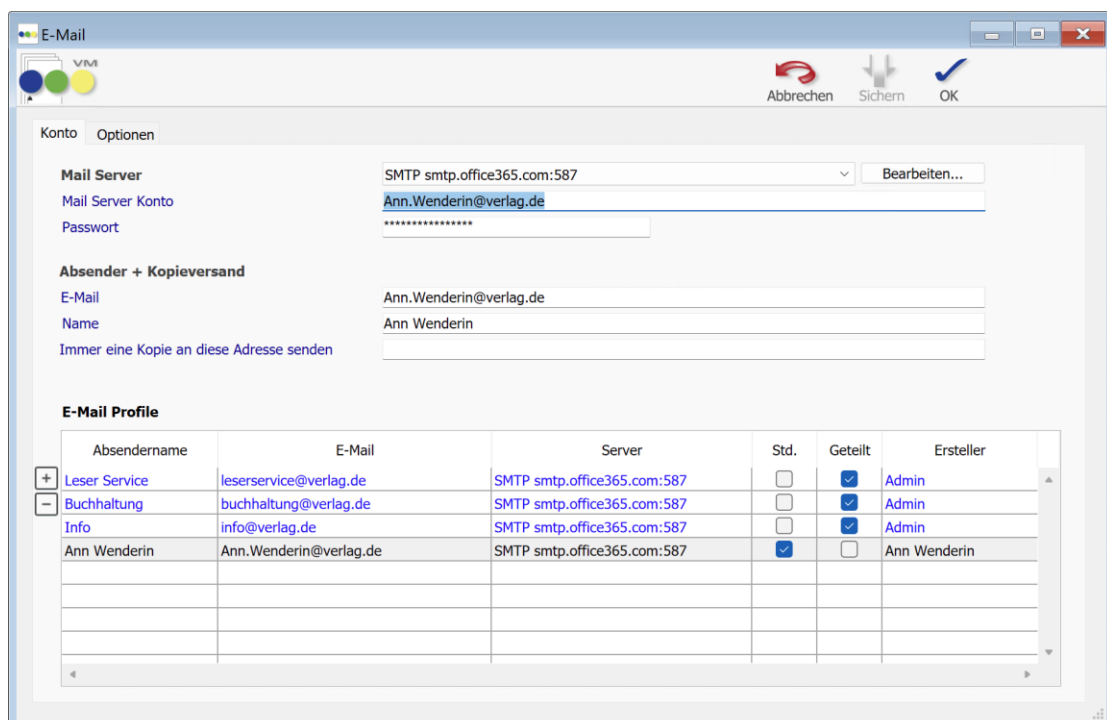 E-Mail
VM
Abbrechen Sichern OK
Konto Optionen
Mail Server SMTP smtp.office365.com:587 Bearbeiten...
Mail Server Konto Ann.Wenderin@verlag.de
Passwort ****************
Absender + Kopieversand
E-Mail Ann.Wenderin@verlag.de
Name Ann Wenderin
Immer eine Kopie an diese Adresse senden
E-Mail Profile
Absendername E-Mail Server Std. Geteilt Ersteller
Leser Service leserservice@verlag.de SMTP smtp.office365.com:587 Admin
Buchhaltung buchhaltung@verlag.de SMTP smtp.office365.com:587 Admin
Info info@verlag.de SMTP smtp.office365.com:587 Admin
Ann Wenderin Ann.Wenderin@verlag.de SMTP smtp.office365.com:587 Ann Wenderin